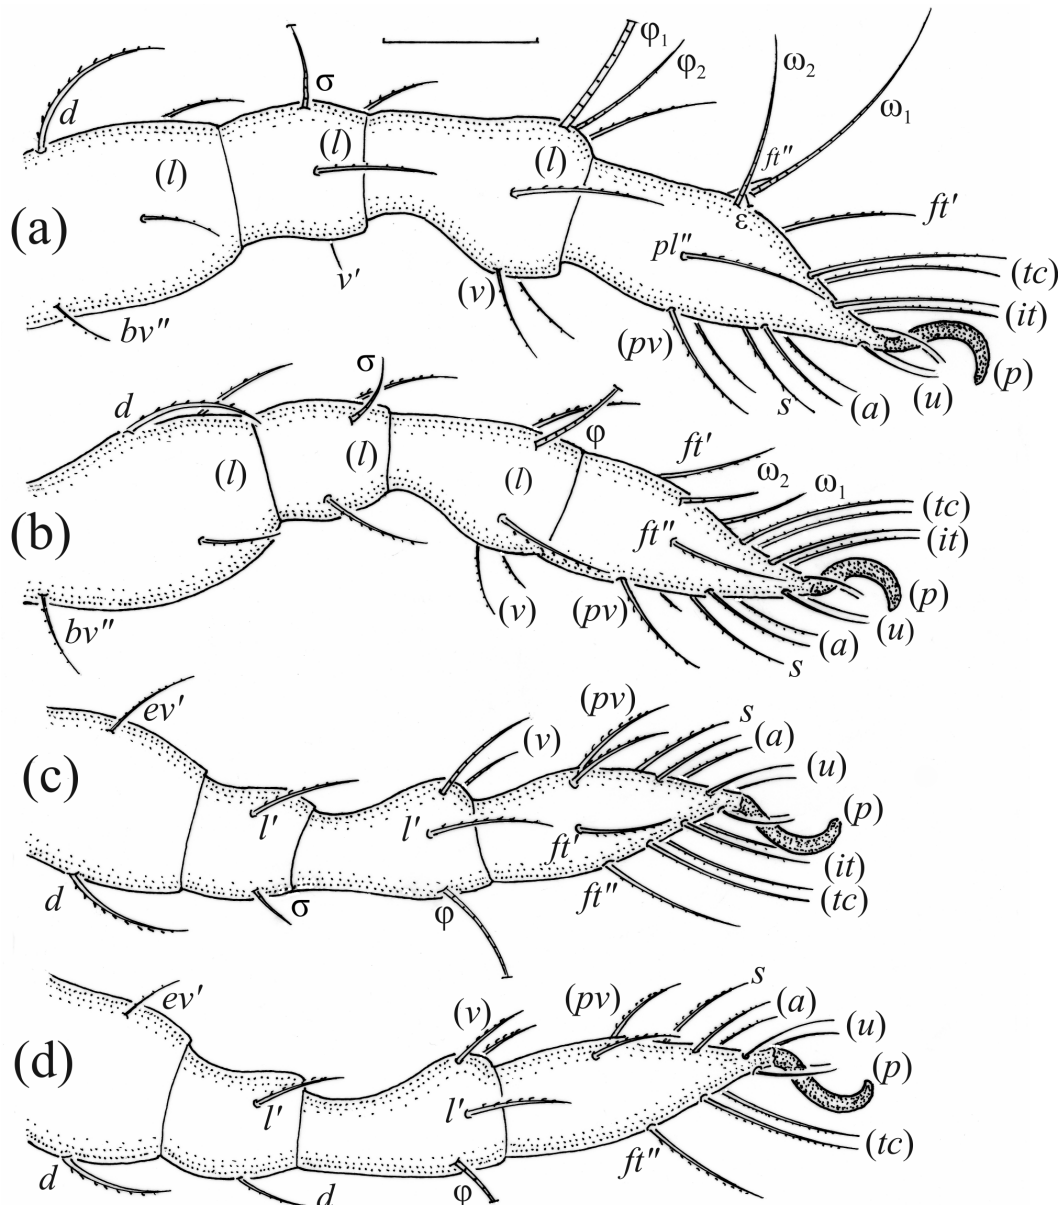 φ1
φ2
ω2
ω1
σ
d
(l)
(l)
(l)
ft"
ε
ft'
(a)
pl"
(tc)
v'
(v)
(it)
bv"
(pv)
s
(a)
(u)
(p)
σ
d
φ
ft'
(l)
(l)
(l)
ω2
ω1
(tc)
(b)
ft"
(it)
(p)
bv"
(v)
(pv)
(a)
(u)
s
ev'
(pv)
s
(v)
(a)
(u)
(c)
l'
l'
ft'
(p)
(it)
d
σ
φ
ft"
(tc)
ev'
(v)
(pv)
s
(a)
(u)
(d)
l'
l'
(p)
(tc)
d
d
φ
ft"